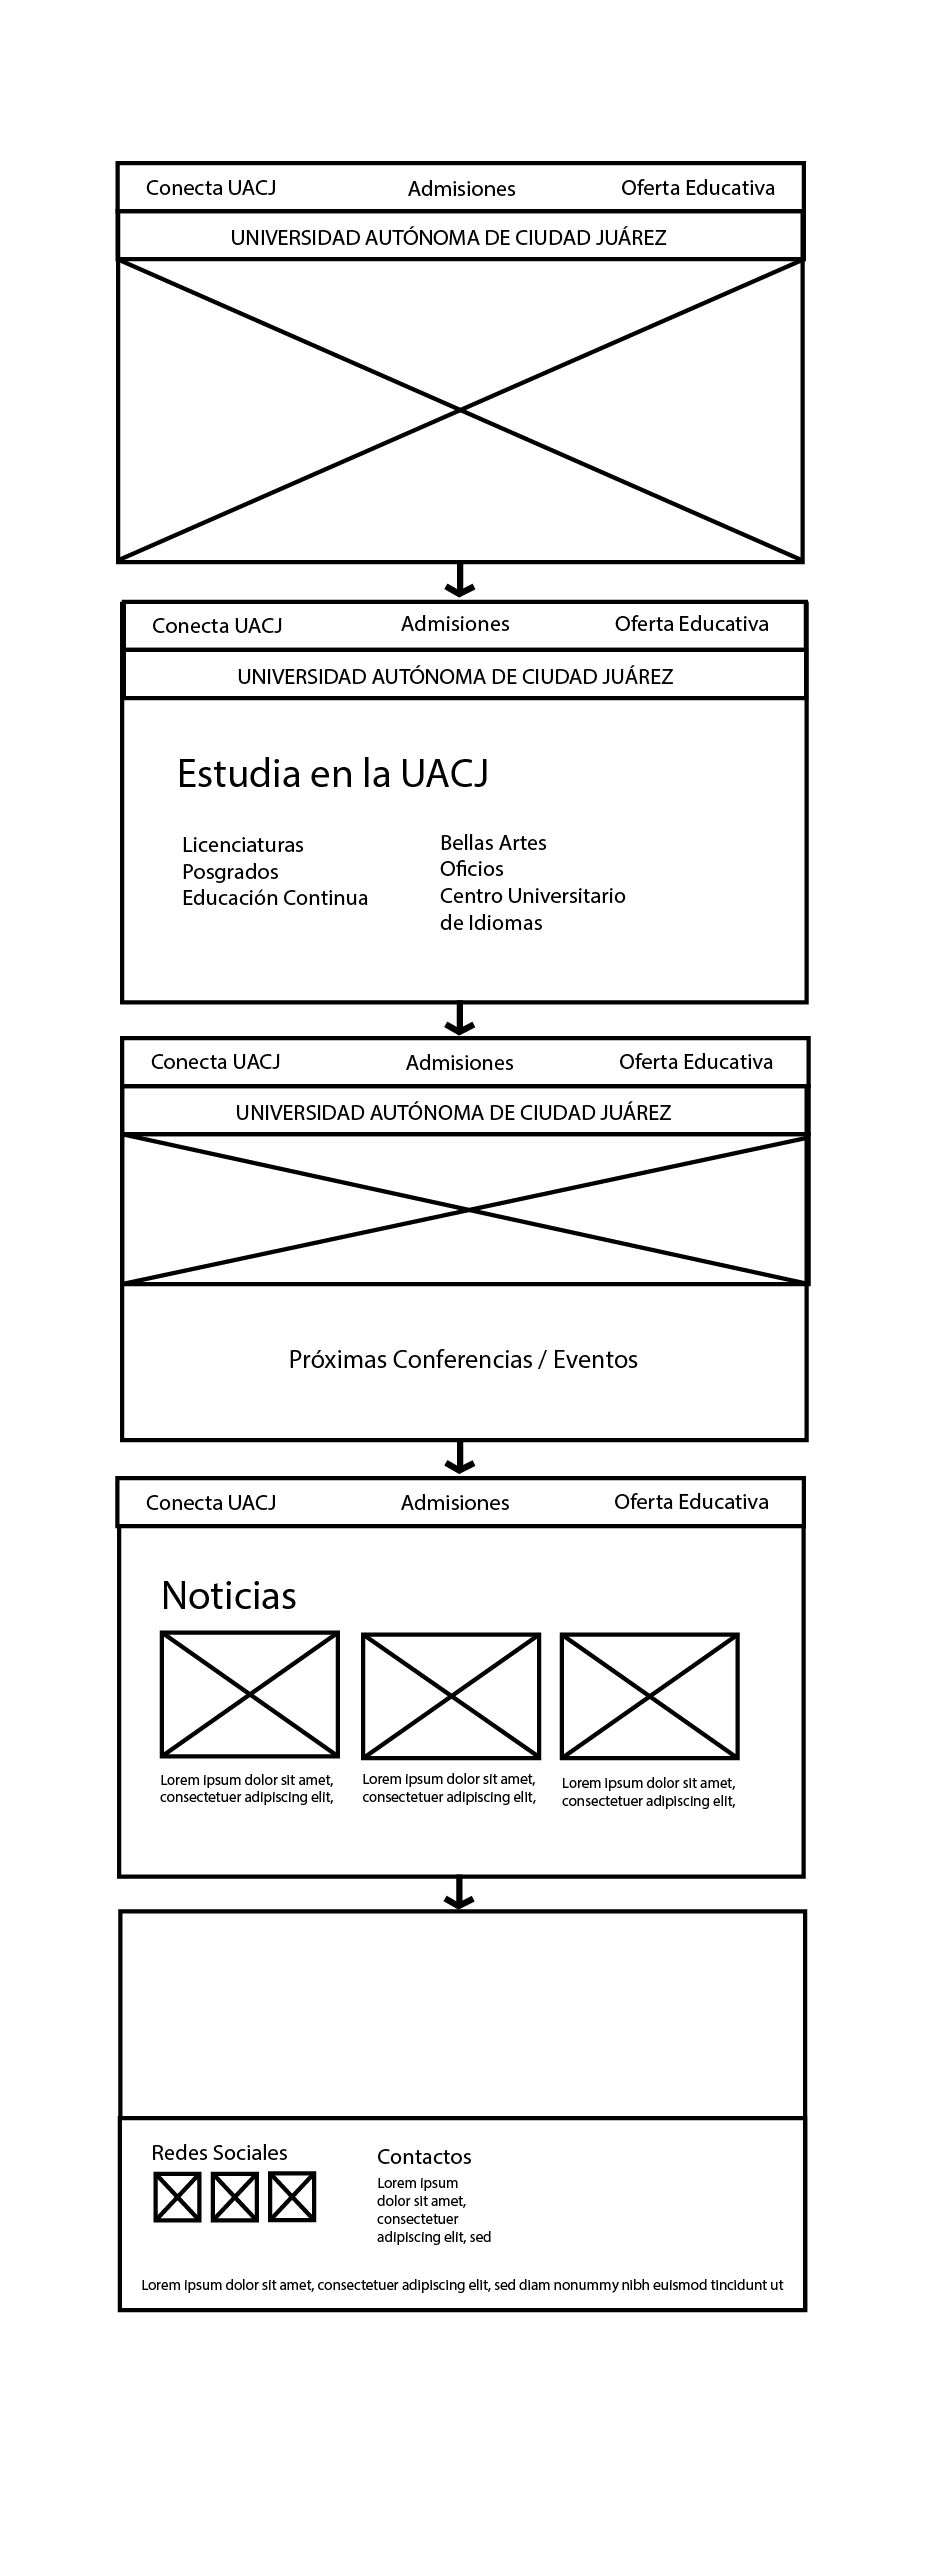 Conecta UACJ
Admisiones
Oferta Educativa
UNIVERSIDAD AUTÓNOMA DE CIUDAD JUÁREZ
Conecta UACJ
Admisiones
Oferta Educativa
UNIVERSIDAD AUTÓNOMA DE CIUDAD JUÁREZ
Estudia en la UACJ
Licenciaturas
Posgrados
Educación Continua
Bellas Artes
Oficios
Centro Universitario
de Idiomas
Conecta UACJ
Admisiones
Oferta Educativa
UNIVERSIDAD AUTÓNOMA DE CIUDAD JUÁREZ
Próximas Conferencias / Eventos
Conecta UACJ
Admisiones
Oferta Educativa
Noticias
Lorem ipsum dolor sit amet,
consectetuer adipiscing elit,
Lorem ipsum dolor sit amet,
consectetuer adipiscing elit,
Lorem ipsum dolor sit amet,
consectetuer adipiscing elit,
Redes Sociales
Contactos
Lorem ipsum
dolor sit amet,
consectetuer
adipiscing elit, sed
Lorem ipsum dolor sit amet, consectetuer adipiscing elit, sed diam nonummy nibh euismod tincidunt ut